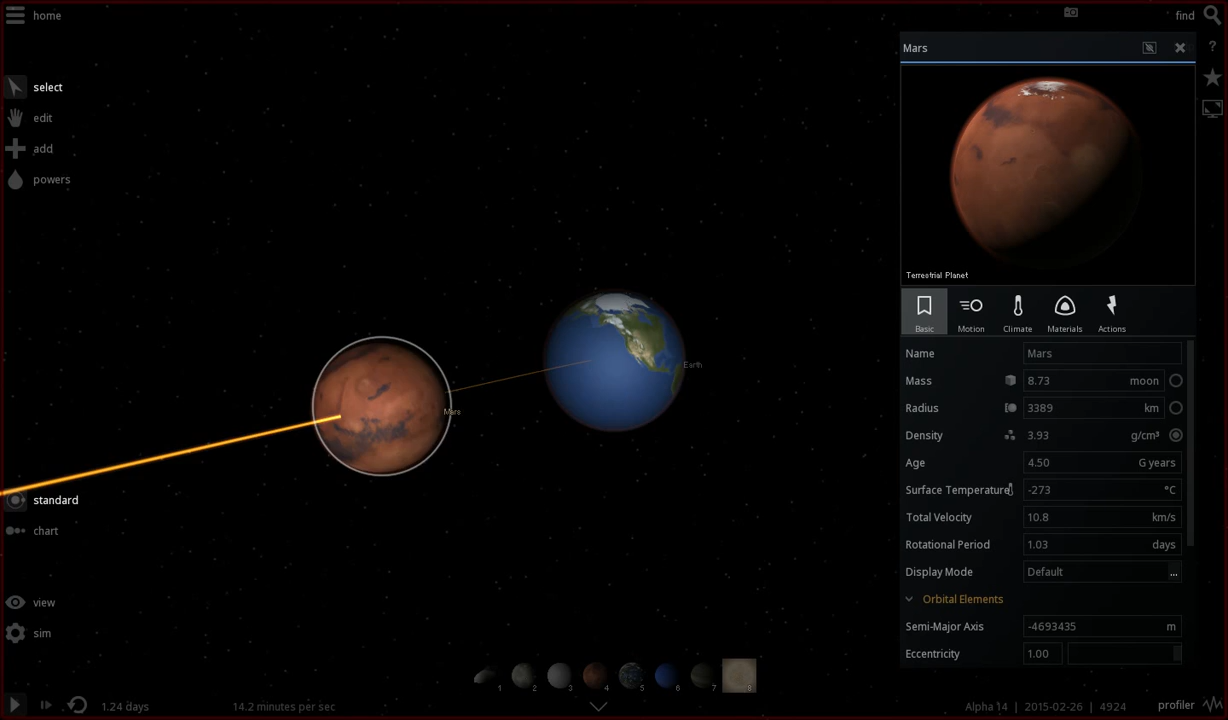 home
find
Mars
?
select
edit
add
powers
Terrestrial Planet
Basic Motion Climate Materials Actions
Name Mars
Mass 8.73 moon
Radius 3389 km
Density 3.93 g/cm³
Age 4.50 G years
Surface Temperature -273 °C
Total Velocity 10.8 km/s
Rotational Period 1.03 days
Display Mode Default ...
Orbital Elements
Semi-Major Axis -4693435 m
Eccentricity 1.00
Earth
Mars
standard
chart
view
sim
1 2 3 4 5 6 7 8
1.24 days 14.2 minutes per sec
Alpha 14 | 2015-02-26 | 4924 profiler